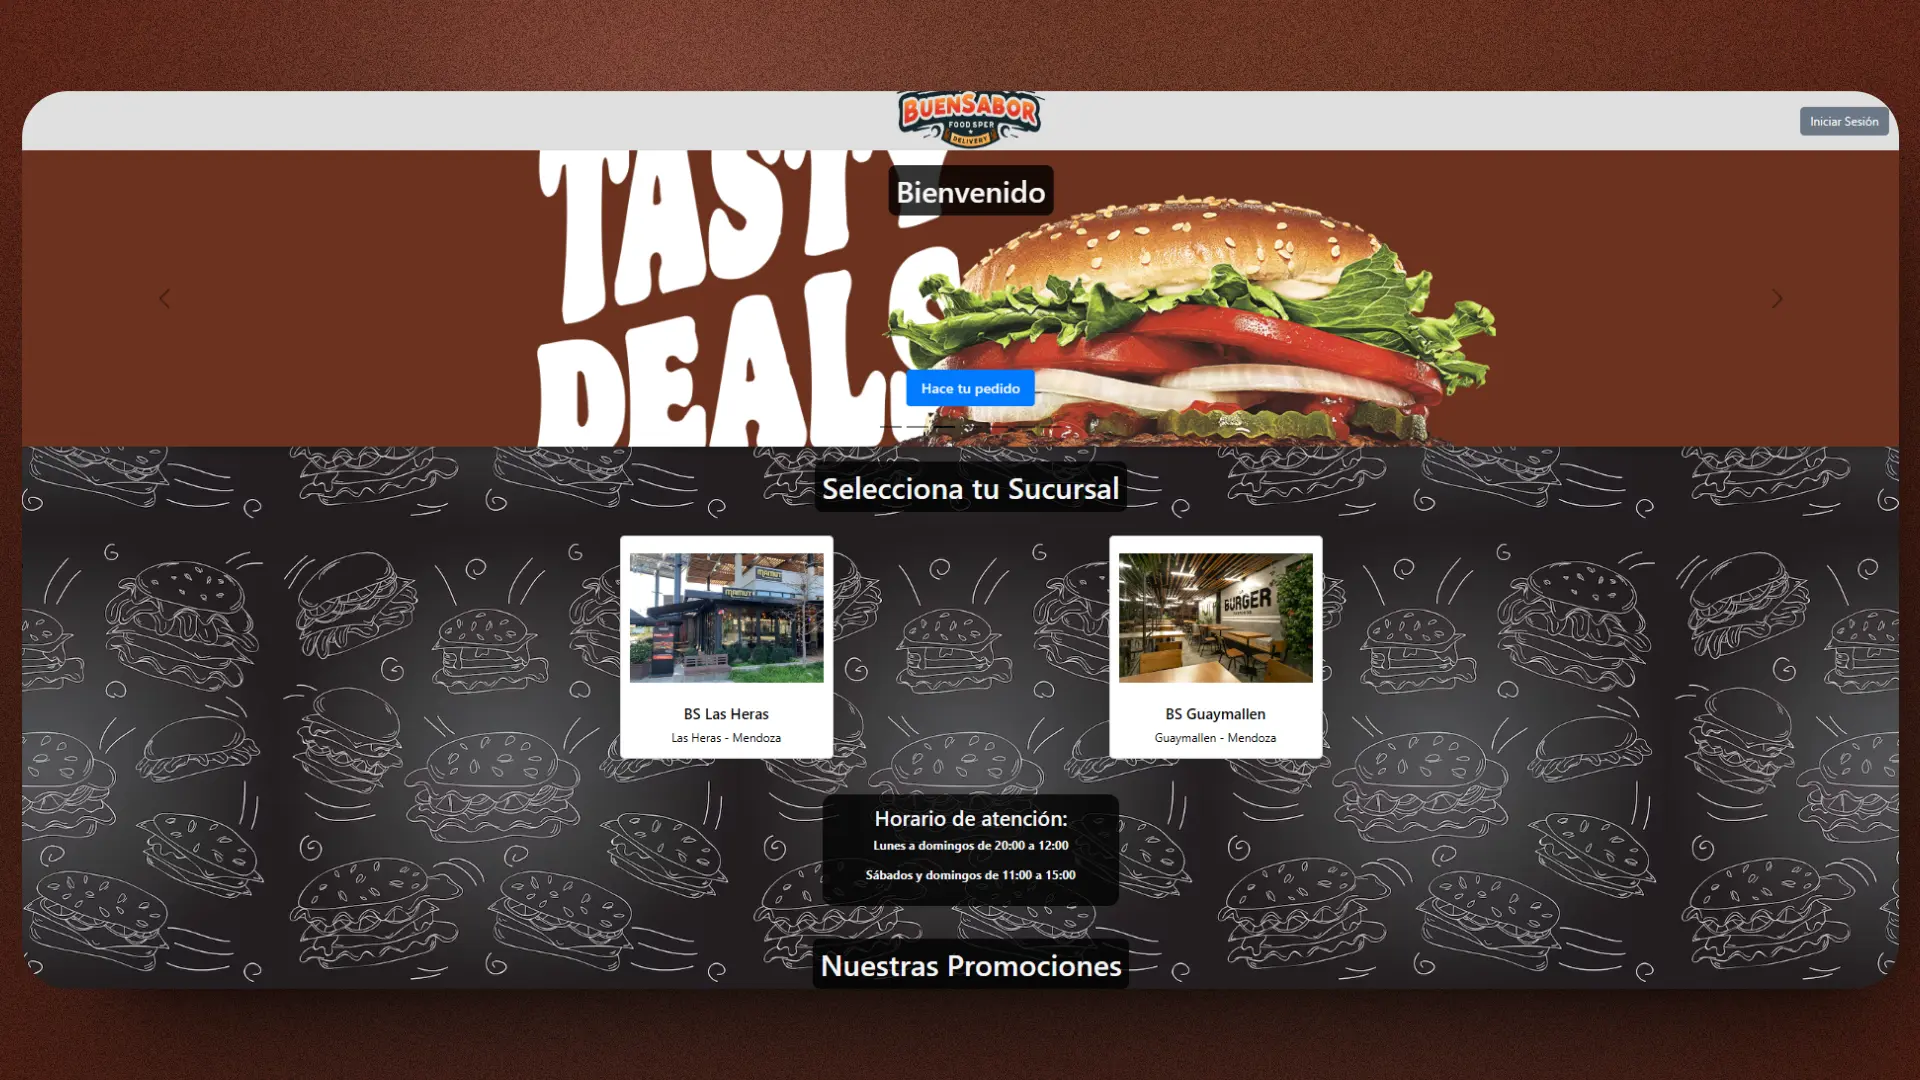 BUENSABOR
FOODSPER
DELIVERY
Iniciar Sesión
TASTY
DEALS
Bienvenido
Hace tu pedido
Selecciona tu Sucursal
BURGER
BS Las Heras
Las Heras - Mendoza
BS Guaymallen
Guaymallen - Mendoza
Horario de atención:
Lunes a domingos de 20:00 a 12:00
Sábados y domingos de 11:00 a 15:00
Nuestras Promociones